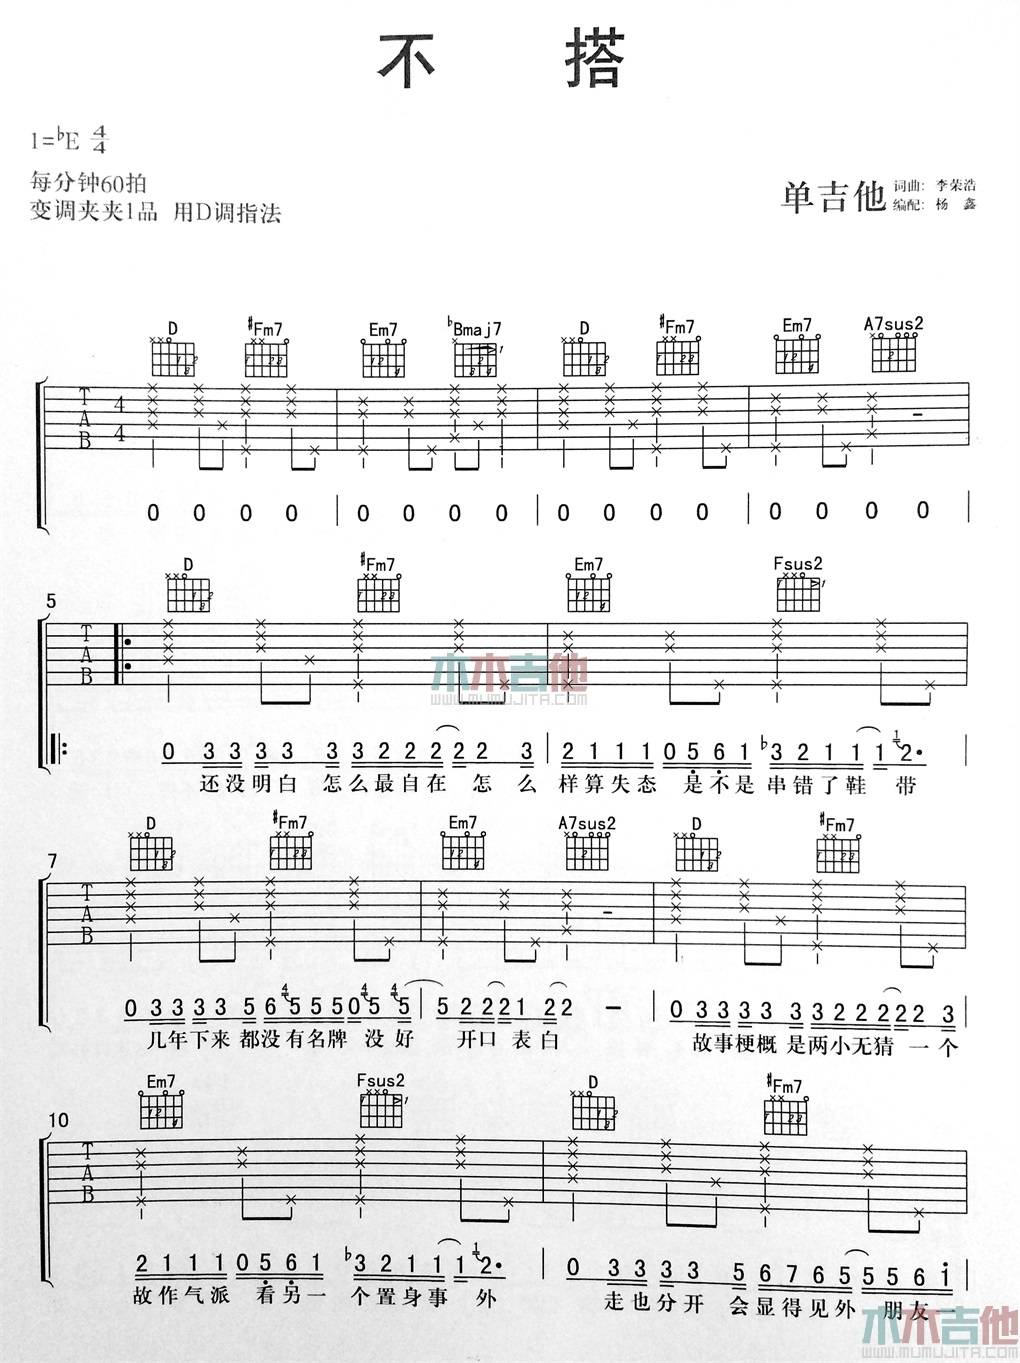 不 搭
1=♭E 4/4
每分钟60拍
变调夹夹1品 用D调指法
单吉他
词曲: 李荣浩
编配: 杨 鑫
D ♯Fm7 Em7 ♭Bmaj7 D ♯Fm7 Em7 A7sus2
T A B 4/4
0 0 0 0 | 0 0 0 0 | 0 0 0 0 | 0 0 0 0
D ♯Fm7 Em7 Fsus2
5
T A B
0 3 3 3 3 3 3 2 2 2 2 2 3 | 2 1 1 1 0 5 6 1 ♭3 2 1 1 1 1 2·
还没明白 怎么最自在 怎么 样算失态 是不是串错了鞋 带
D ♯Fm7 Em7 A7sus2 D ♯Fm7
7
T A B
0 3 3 3 3 5 6 4 5 5 5 0 4 5 4 5 | 5 2 2 2 1 2 2 – | 0 3 3 3 3 3 3 2 2 2 2 2 3
几年下来 都没有名牌 没好 开口 表白 故事梗概 是两小无猜 一个
Em7 Fsus2 D ♯Fm7
10
T A B
2 1 1 1 0 5 6 1 ♭3 2 1 1 1 1 2· | 0 3 3 3 3 5 6 7 6 5 5 5 6 1
故作气派 看另一 个置身事 外 走也分开 会显得见外 朋友一
木木吉他
WWW.MUMUJITA.COM
木木吉他
WWW.MUMUJITA.COM